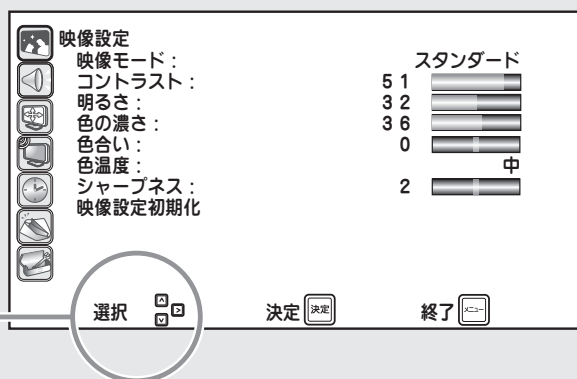 映像設定
映像モード： スタンダード
コントラスト： 51
明るさ： 32
色の濃さ： 36
色合い： 0
色温度： 中
シャープネス： 2
映像設定初期化
選択 決定 決定 終了 メニュー